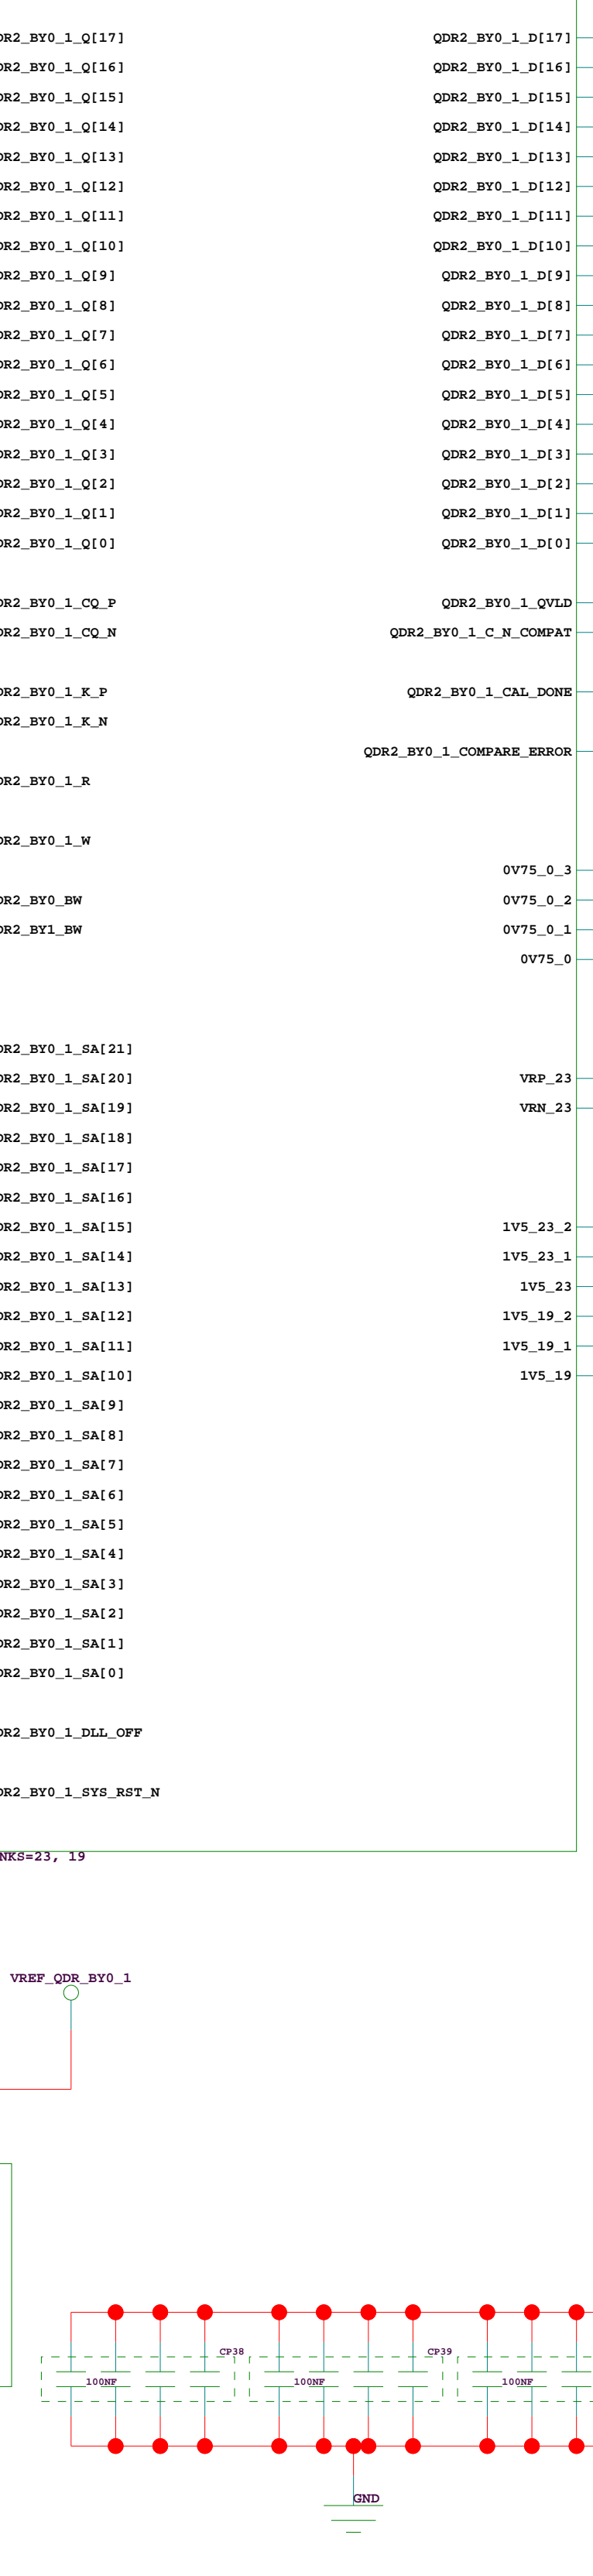 DR2_BY0_1_Q[17] QDR2_BY0_1_D[17]
DR2_BY0_1_Q[16] QDR2_BY0_1_D[16]
DR2_BY0_1_Q[15] QDR2_BY0_1_D[15]
DR2_BY0_1_Q[14] QDR2_BY0_1_D[14]
DR2_BY0_1_Q[13] QDR2_BY0_1_D[13]
DR2_BY0_1_Q[12] QDR2_BY0_1_D[12]
DR2_BY0_1_Q[11] QDR2_BY0_1_D[11]
DR2_BY0_1_Q[10] QDR2_BY0_1_D[10]
DR2_BY0_1_Q[9] QDR2_BY0_1_D[9]
DR2_BY0_1_Q[8] QDR2_BY0_1_D[8]
DR2_BY0_1_Q[7] QDR2_BY0_1_D[7]
DR2_BY0_1_Q[6] QDR2_BY0_1_D[6]
DR2_BY0_1_Q[5] QDR2_BY0_1_D[5]
DR2_BY0_1_Q[4] QDR2_BY0_1_D[4]
DR2_BY0_1_Q[3] QDR2_BY0_1_D[3]
DR2_BY0_1_Q[2] QDR2_BY0_1_D[2]
DR2_BY0_1_Q[1] QDR2_BY0_1_D[1]
DR2_BY0_1_Q[0] QDR2_BY0_1_D[0]
DR2_BY0_1_CQ_P QDR2_BY0_1_QVLD
DR2_BY0_1_CQ_N QDR2_BY0_1_C_N_COMPAT
DR2_BY0_1_K_P QDR2_BY0_1_CAL_DONE
DR2_BY0_1_K_N
QDR2_BY0_1_COMPARE_ERROR
DR2_BY0_1_R
DR2_BY0_1_W
0V75_0_3
DR2_BY0_BW 0V75_0_2
DR2_BY1_BW 0V75_0_1
0V75_0
DR2_BY0_1_SA[21]
DR2_BY0_1_SA[20] VRP_23
DR2_BY0_1_SA[19] VRN_23
DR2_BY0_1_SA[18]
DR2_BY0_1_SA[17]
DR2_BY0_1_SA[16]
DR2_BY0_1_SA[15] 1V5_23_2
DR2_BY0_1_SA[14] 1V5_23_1
DR2_BY0_1_SA[13] 1V5_23
DR2_BY0_1_SA[12] 1V5_19_2
DR2_BY0_1_SA[11] 1V5_19_1
DR2_BY0_1_SA[10] 1V5_19
DR2_BY0_1_SA[9]
DR2_BY0_1_SA[8]
DR2_BY0_1_SA[7]
DR2_BY0_1_SA[6]
DR2_BY0_1_SA[5]
DR2_BY0_1_SA[4]
DR2_BY0_1_SA[3]
DR2_BY0_1_SA[2]
DR2_BY0_1_SA[1]
DR2_BY0_1_SA[0]
DR2_BY0_1_DLL_OFF
DR2_BY0_1_SYS_RST_N
NKS=23, 19
VREF_QDR_BY0_1
CP38 CP39
100NF 100NF 100NF
GND